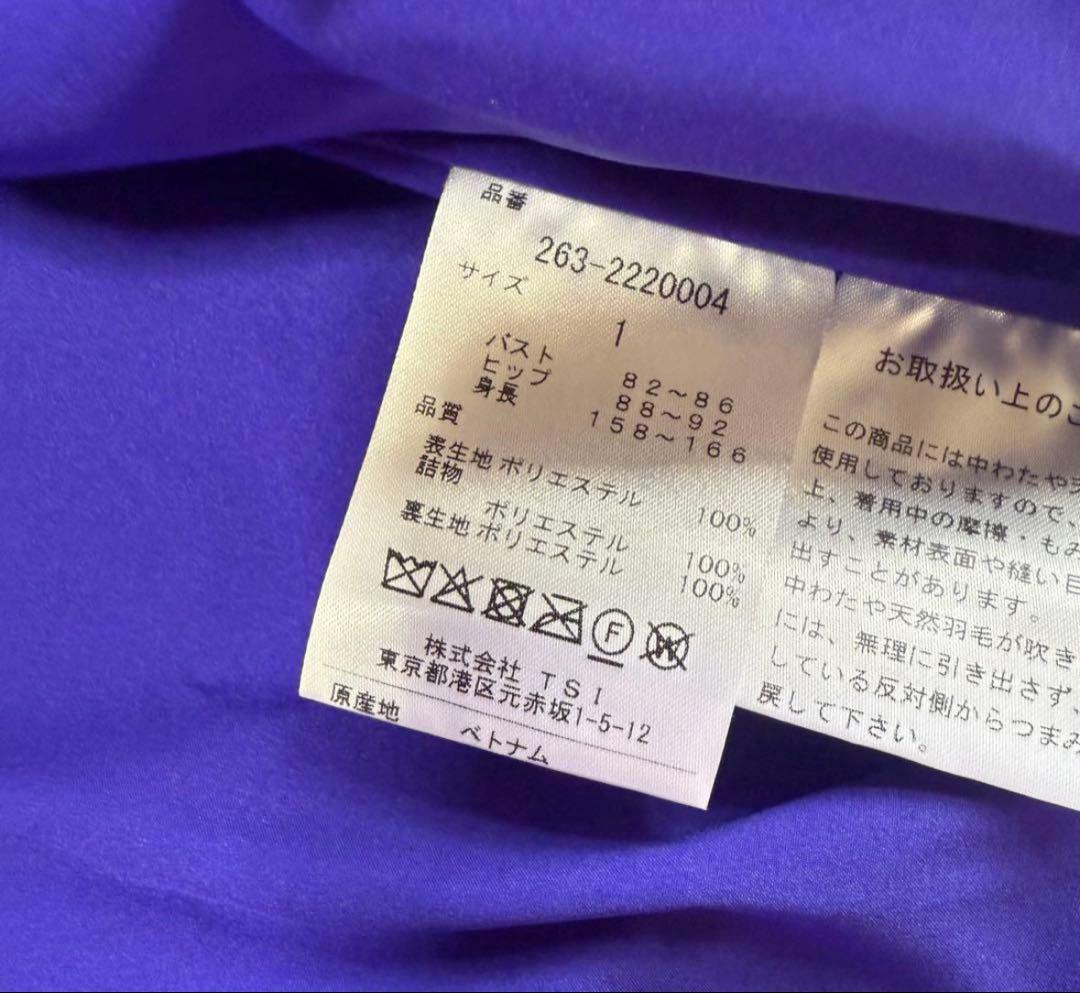 品番
263-2220004
サイズ
1
バスト 82～86
ヒップ 88～92
身長 158～166
品質
表生地 ポリエステル 100%
詰物
ポリエステル 100%
裏生地 ポリエステル 100%
F
W
株式会社 TSI
東京都港区元赤坂1-5-12
原産地
ベトナム
お取扱い上のご
この商品には中わたや天
使用しておりますので、
上、着用中の摩擦・もみ
より、素材表面や縫い目
出すことがあります。
中わたや天然羽毛が吹き
には、無理に引き出さず、
している反対側からつまみ
戻して下さい。